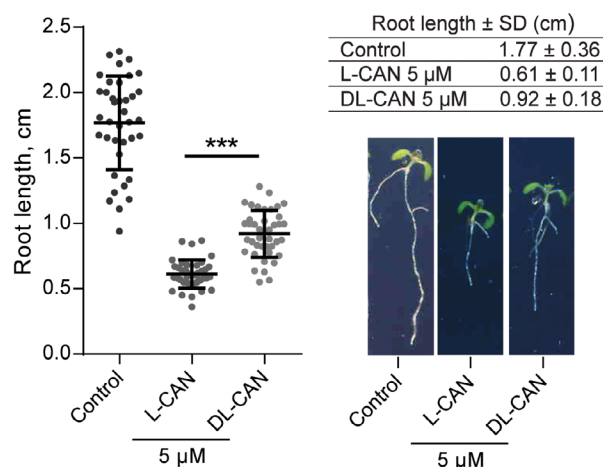 Root length, cm
2.5
2.0
1.5
1.0
0.5
0.0
***
Control
L-CAN
DL-CAN
5 µM
Root length ± SD (cm)
Control 1.77 ± 0.36
L-CAN 5 µM 0.61 ± 0.11
DL-CAN 5 µM 0.92 ± 0.18
Control
L-CAN
DL-CAN
5 µM